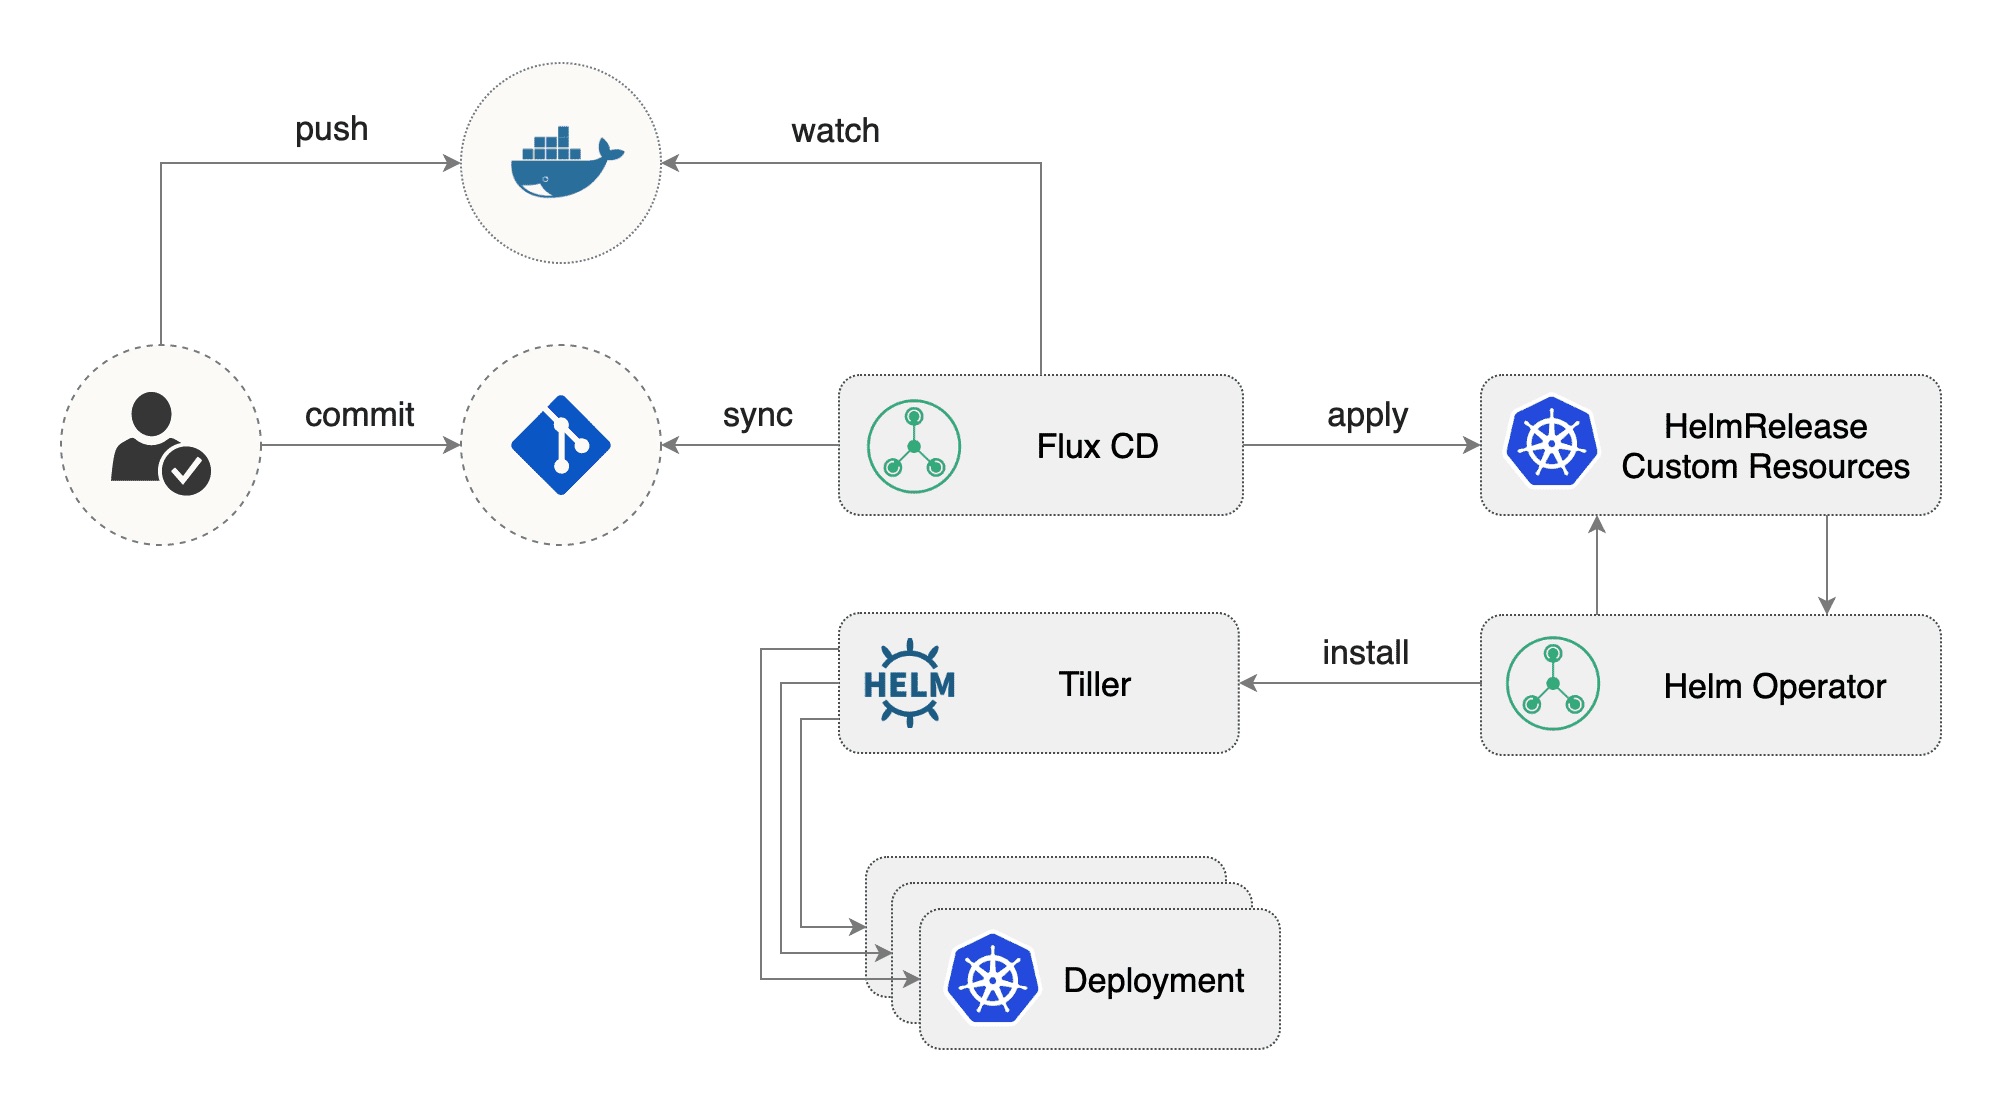 push
watch
commit
sync
Flux CD
apply
HelmRelease
Custom Resources
HELM
Tiller
install
Helm Operator
Deployment